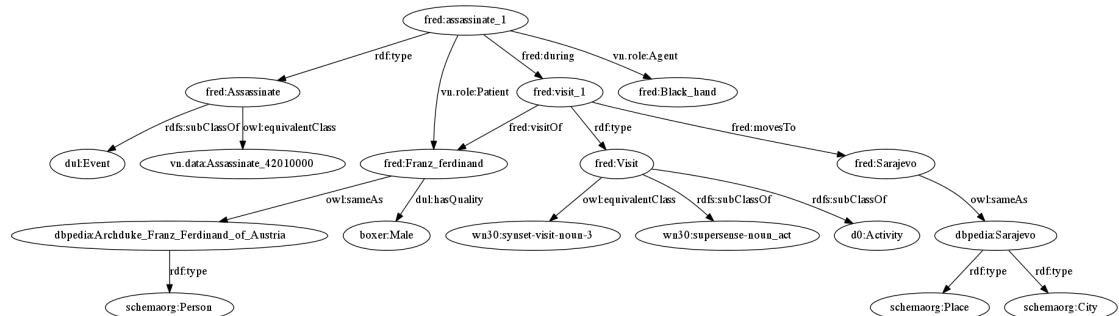 fred:assassinate_1
rdf:type
fred:during
vn.role:Agent
vn.role:Patient
fred:Assassinate
fred:visit_1
fred:Black_hand
rdfs:subClassOf
owl:equivalentClass
fred:visitOf
rdf:type
fred:movesTo
dul:Event
vn.data:Assassinate_42010000
fred:Franz_ferdinand
fred:Visit
fred:Sarajevo
owl:sameAs
dul:hasQuality
owl:equivalentClass
rdfs:subClassOf
rdfs:subClassOf
owl:sameAs
dbpedia:Archduke_Franz_Ferdinand_of_Austria
boxer:Male
wn30:synset-visit-noun-3
wn30:supersense-noun_act
d0:Activity
dbpedia:Sarajevo
rdf:type
rdf:type
rdf:type
schemaorg:Person
schemaorg:Place
schemaorg:City